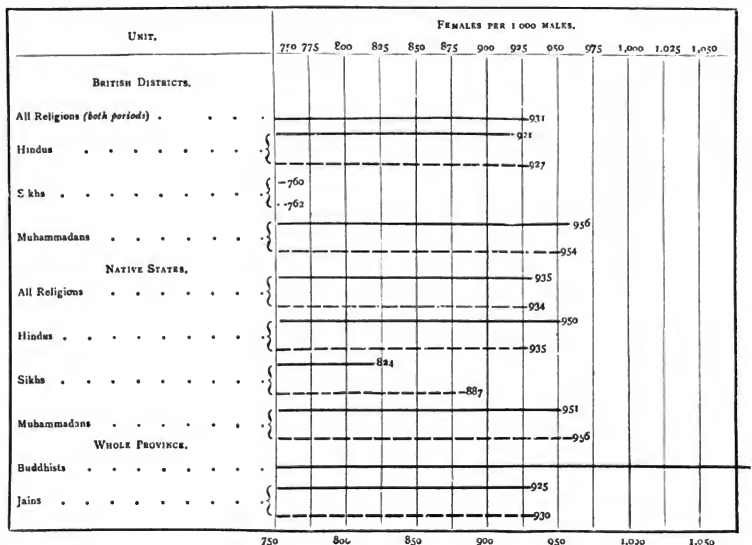 UNIT.
FEMALES PER 1 000 MALES.
750 775 800 825 850 875 900 925 950 975 1,000 1.025 1,050
BRITISH DISTRICTS.
All Religions (both periods) . . . . 931
Hindus . . . . . . . 921
927
Sikhs . . . . . . . . 760
762
Muhammadans . . . . . . 956
954
NATIVE STATES.
All Religions . . . . . . 935
934
Hindus . . . . . . . . 950
935
Sikhs . . . . . . . . 824
887
Muhammadans . . . . . . 951
956
WHOLE PROVINCE.
Buddhists . . . . . . .
Jains . . . . . . . . 925
930
750 800 850 900 950 1,000 1,050